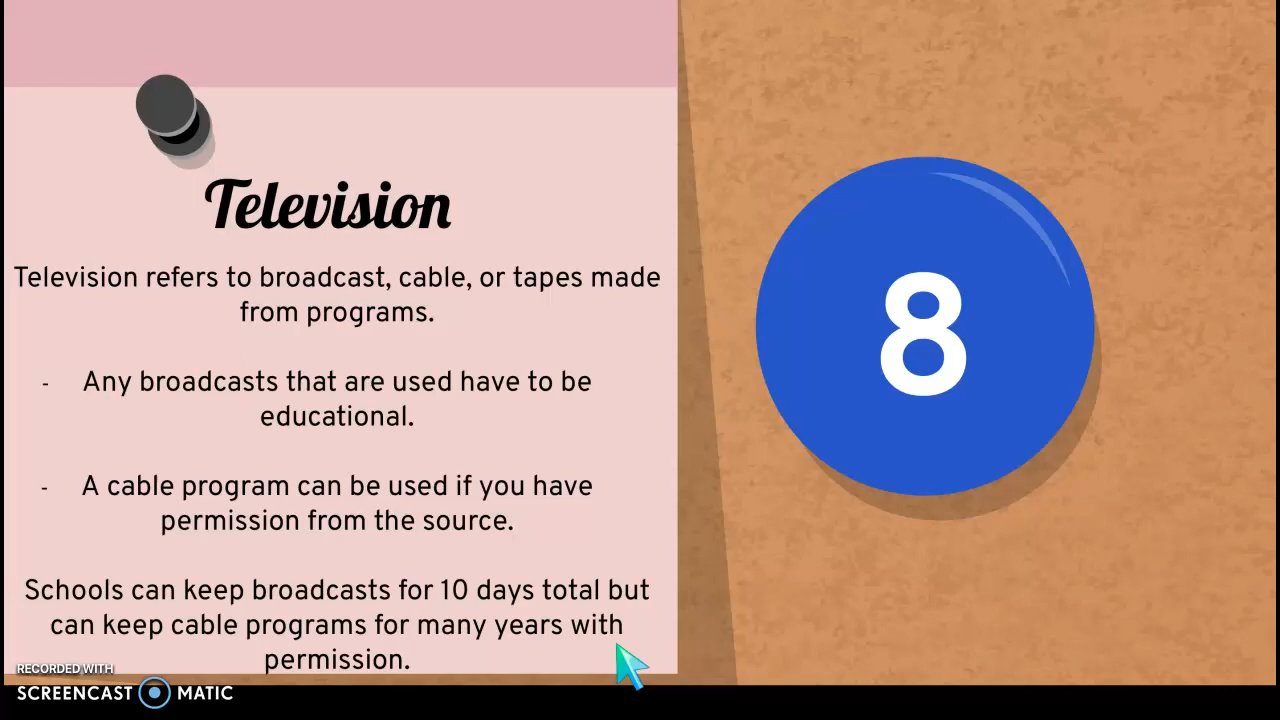 Television
Television refers to broadcast, cable, or tapes made
from programs.
- Any broadcasts that are used have to be
educational.
- A cable program can be used if you have
permission from the source.
Schools can keep broadcasts for 10 days total but
can keep cable programs for many years with
permission.
8
RECORDED WITH
SCREENCAST MATIC